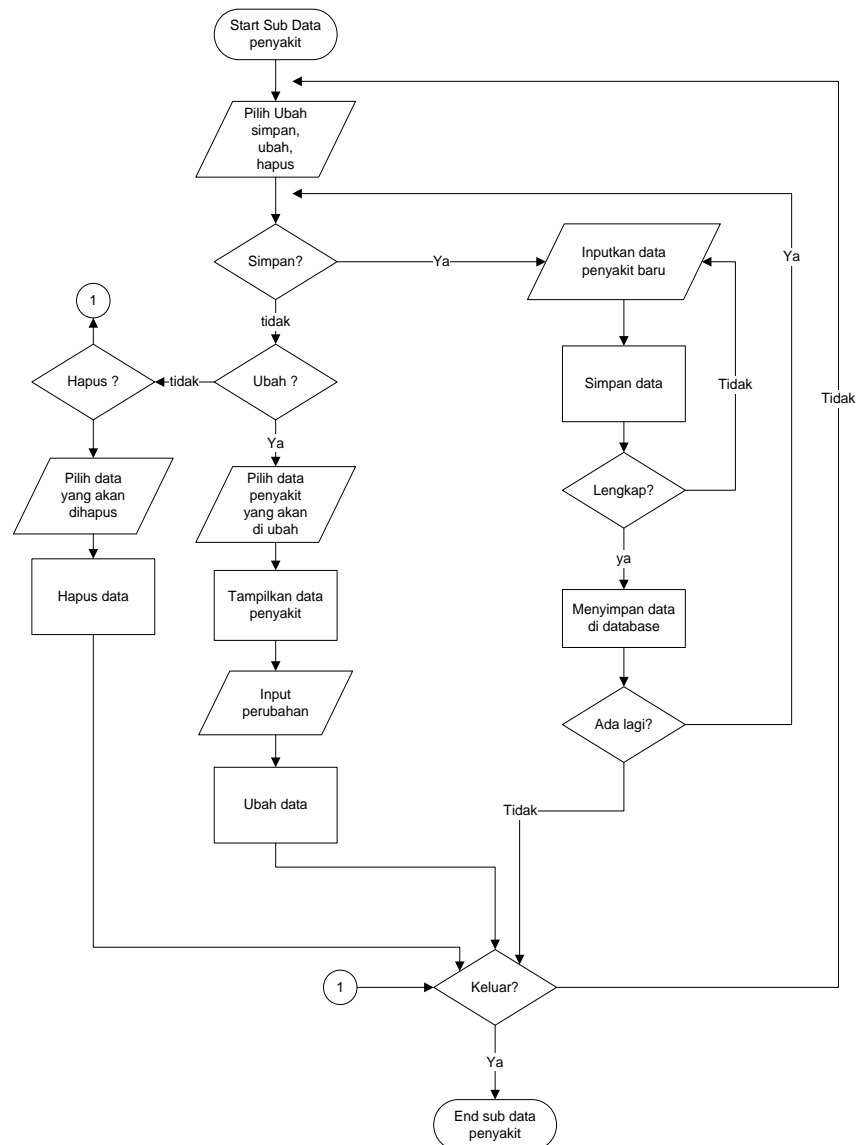 Start Sub Data
penyakit
Pilih Ubah
simpan,
ubah,
hapus
Simpan?
Ya
Inputkan data
penyakit baru
Ya
1
tidak
Hapus ?
tidak
Ubah ?
Simpan data
Tidak
Tidak
Ya
Pilih data
yang akan
dihapus
Pilih data
penyakit
yang akan
di ubah
Lengkap?
ya
Hapus data
Tampilkan data
penyakit
Menyimpan data
di database
Input
perubahan
Ada lagi?
Ubah data
Tidak
1
Keluar?
Ya
End sub data
penyakit